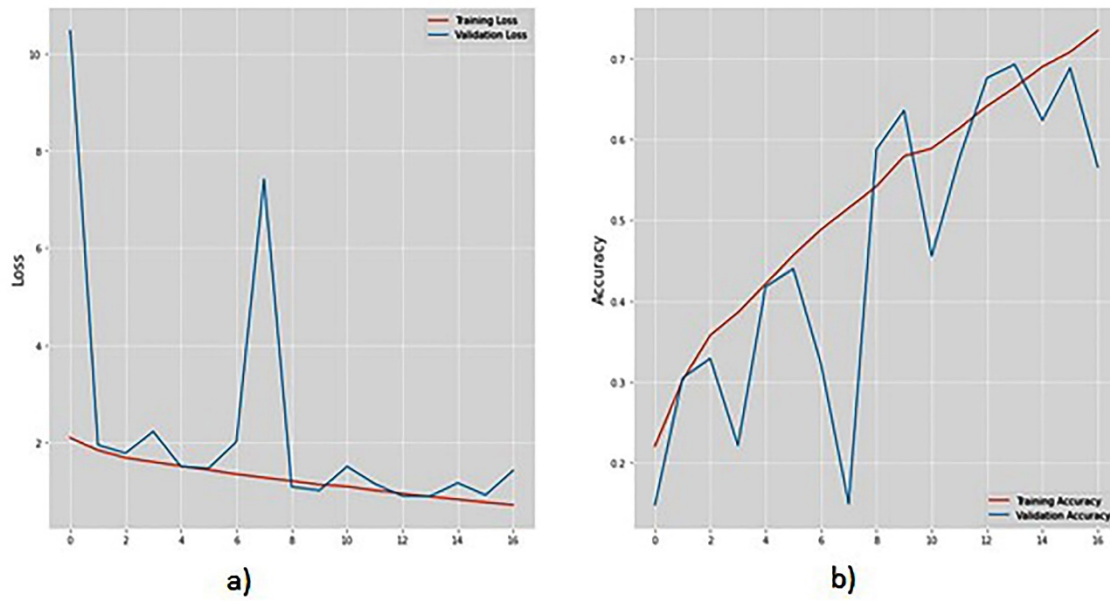 Training Loss
Validation Loss
10
8
6
4
2
Loss
0 2 4 6 8 10 12 14 16
a)
0.7
0.6
0.5
0.4
0.3
0.2
Accuracy
Training Accuracy
Validation Accuracy
0 2 4 6 8 10 12 14 16
b)